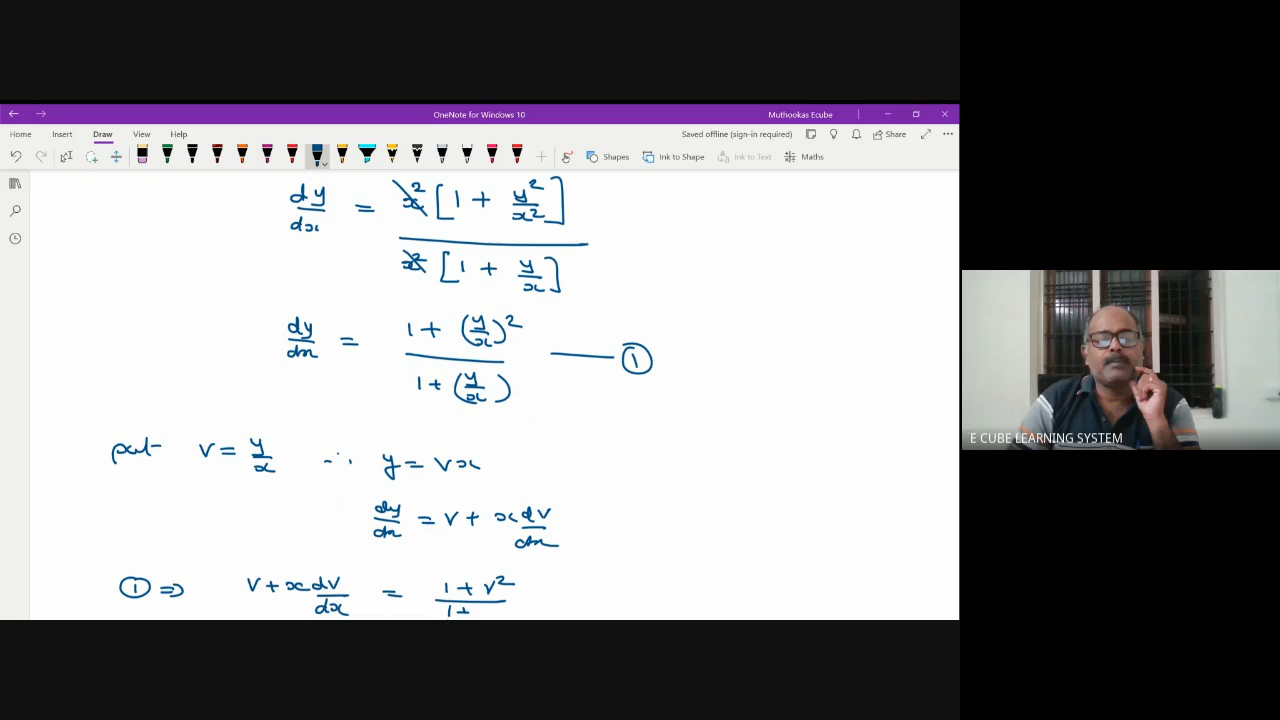 OneNote for Windows 10
Muthookas Ecube
Home Insert Draw View Help
Saved offline (sign-in required) Share
Shapes Ink to Shape Ink to Text Maths
dy/dx = x²[1 + y²/x²] / x²[1 + y/x]
dy/dx = 1 + (y/x)² / 1 + (y/x) —— ①
put v = y/x ∴ y = vx
dy/dx = v + x dv/dx
① ⇒ v + x dv/dx = 1 + v² / 1+
E CUBE LEARNING SYSTEM